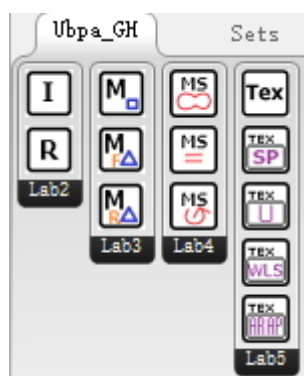 Ubpa_GH Sets
I M MS Tex
R M F MS TEX SP
Lab2 M R MS TEX U
Lab3 Lab4 TEX WLS
TEX ARAP
Lab5